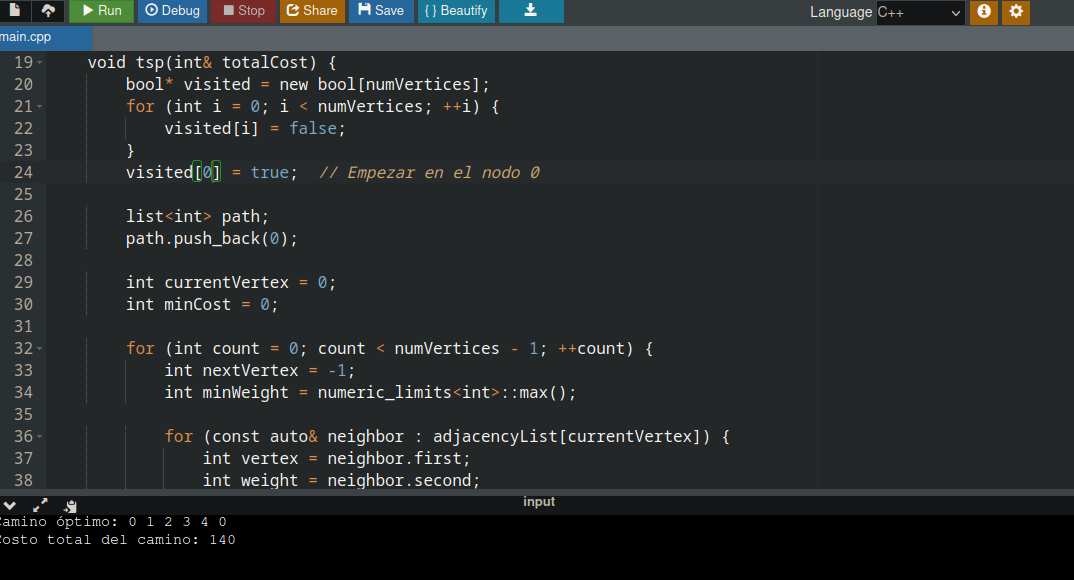 Run Debug Stop Share Save { } Beautify Language C++
main.cpp
19 void tsp(int& totalCost) {
20 bool* visited = new bool[numVertices];
21 for (int i = 0; i < numVertices; ++i) {
22 visited[i] = false;
23 }
24 visited[0] = true; // Empezar en el nodo 0
25
26 list<int> path;
27 path.push_back(0);
28
29 int currentVertex = 0;
30 int minCost = 0;
31
32 for (int count = 0; count < numVertices - 1; ++count) {
33 int nextVertex = -1;
34 int minWeight = numeric_limits<int>::max();
35
36 for (const auto& neighbor : adjacencyList[currentVertex]) {
37 int vertex = neighbor.first;
38 int weight = neighbor.second;
input
Camino óptimo: 0 1 2 3 4 0
Costo total del camino: 140